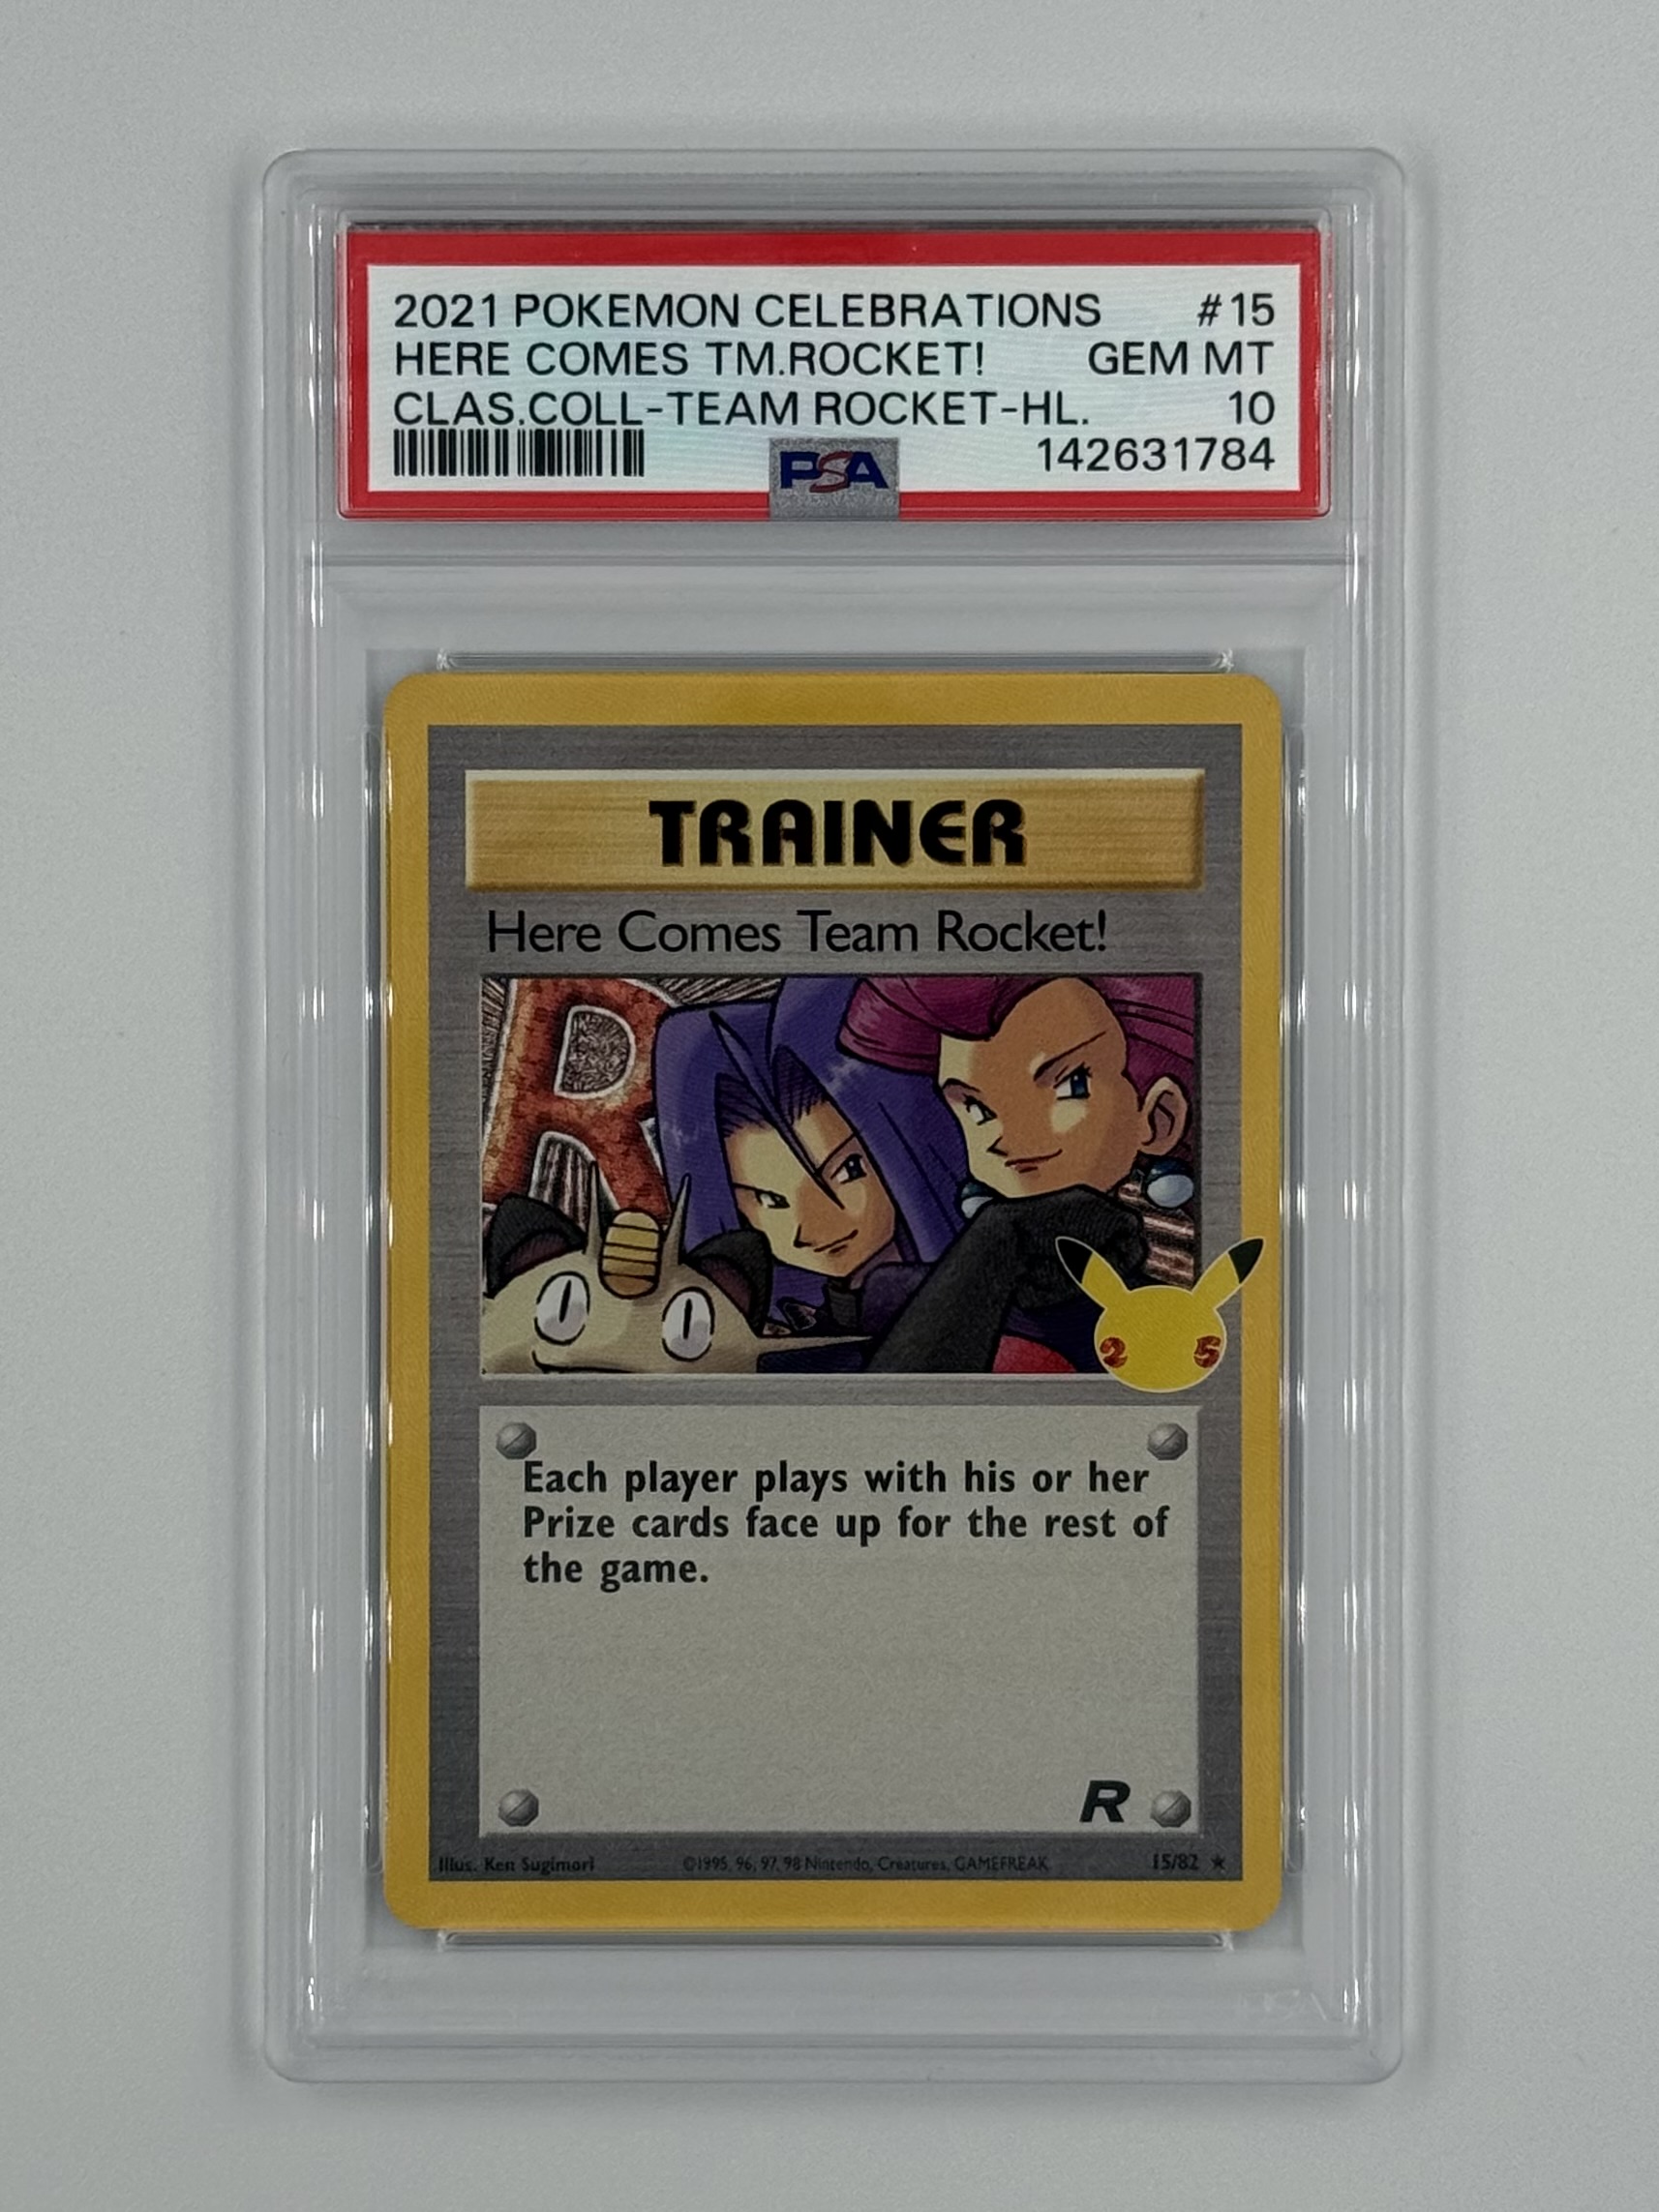 2021 POKEMON CELEBRATIONS #15
HERE COMES TM.ROCKET! GEM MT
CLAS.COLL-TEAM ROCKET-HL. 10
PSA 142631784
TRAINER
Here Comes Team Rocket!
R
2 5
Each player plays with his or her
Prize cards face up for the rest of
the game.
R
Illus. Ken Sugimori ©1995, 96, 97, 98 Nintendo, Creatures, GAMEFREAK 15/82 ★